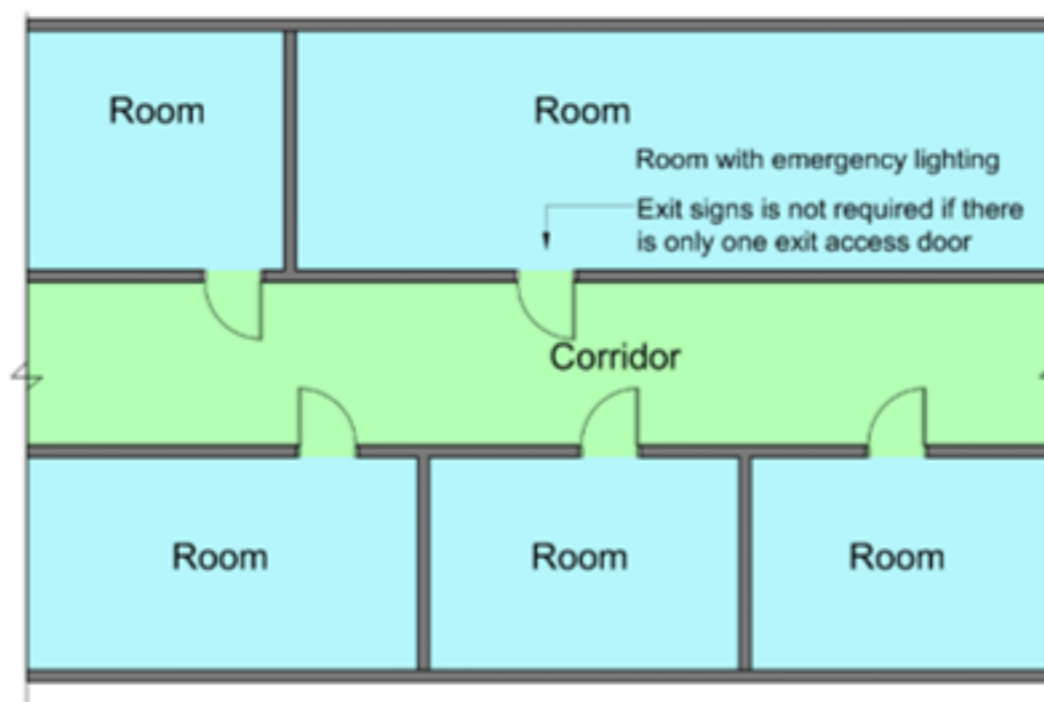 Room
Room
Room with emergency lighting
Exit signs is not required if there
is only one exit access door
Corridor
Room
Room
Room